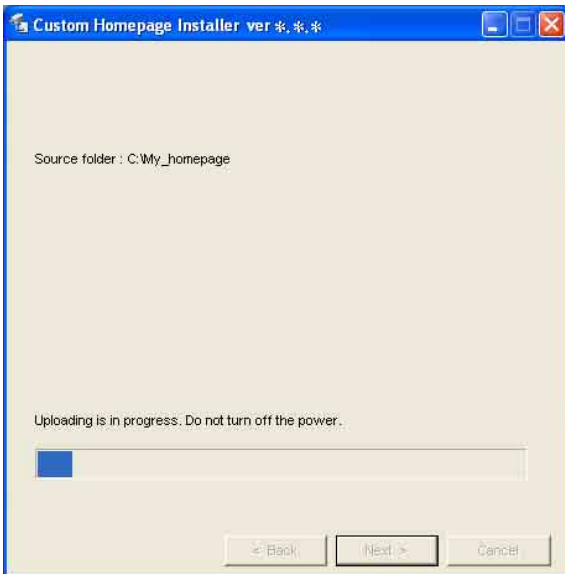 Custom Homepage Installer ver *.*.*
Source folder : C:\My_homepage
Uploading is in progress. Do not turn off the power.
< Back
Next >
Cancel